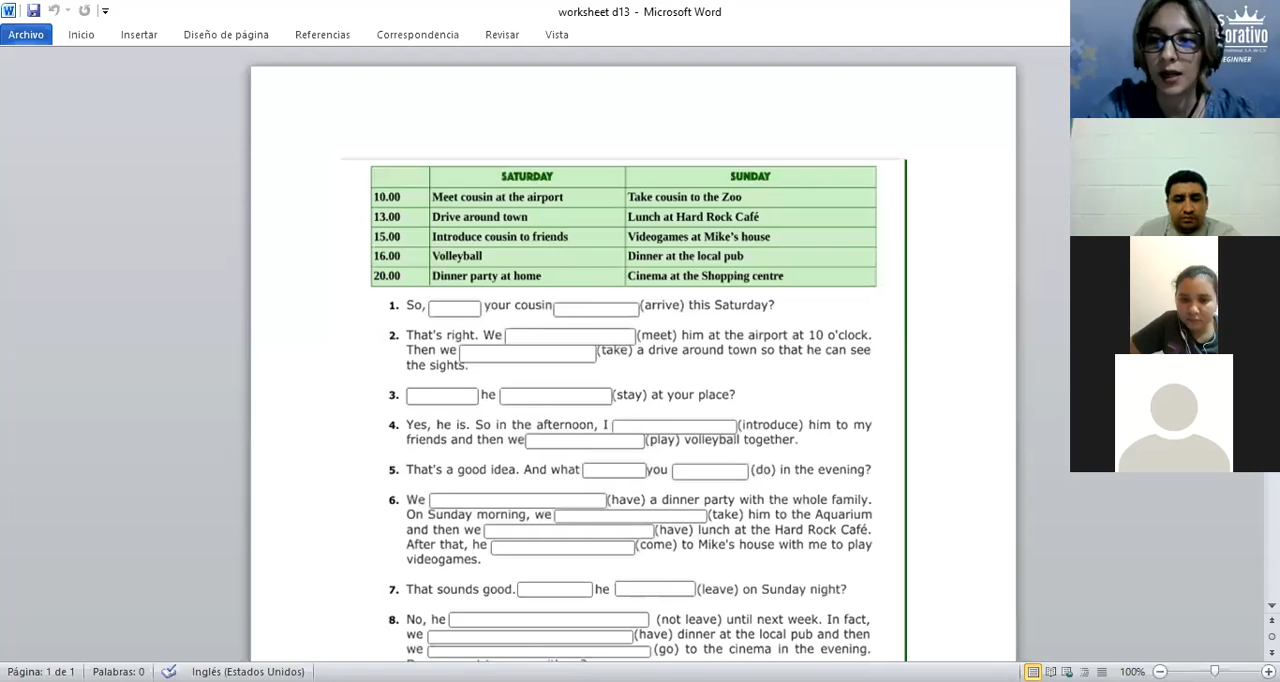 worksheet d13 - Microsoft Word
Archivo Inicio Insertar Diseño de página Referencias Correspondencia Revisar Vista
orativo
EGINNER
SATURDAY SUNDAY
10.00 Meet cousin at the airport Take cousin to the Zoo
13.00 Drive around town Lunch at Hard Rock Café
15.00 Introduce cousin to friends Videogames at Mike's house
16.00 Volleyball Dinner at the local pub
20.00 Dinner party at home Cinema at the Shopping centre
1. So, your cousin (arrive) this Saturday?
2. That's right. We (meet) him at the airport at 10 o'clock.
Then we (take) a drive around town so that he can see
the sights.
3. he (stay) at your place?
4. Yes, he is. So in the afternoon, I (introduce) him to my
friends and then we (play) volleyball together.
5. That's a good idea. And what you (do) in the evening?
6. We (have) a dinner party with the whole family.
On Sunday morning, we (take) him to the Aquarium
and then we (have) lunch at the Hard Rock Café.
After that, he (come) to Mike's house with me to play
videogames.
7. That sounds good. he (leave) on Sunday night?
8. No, he (not leave) until next week. In fact,
we (have) dinner at the local pub and then
we (go) to the cinema in the evening.
Página: 1 de 1 Palabras: 0 Inglés (Estados Unidos) 100%